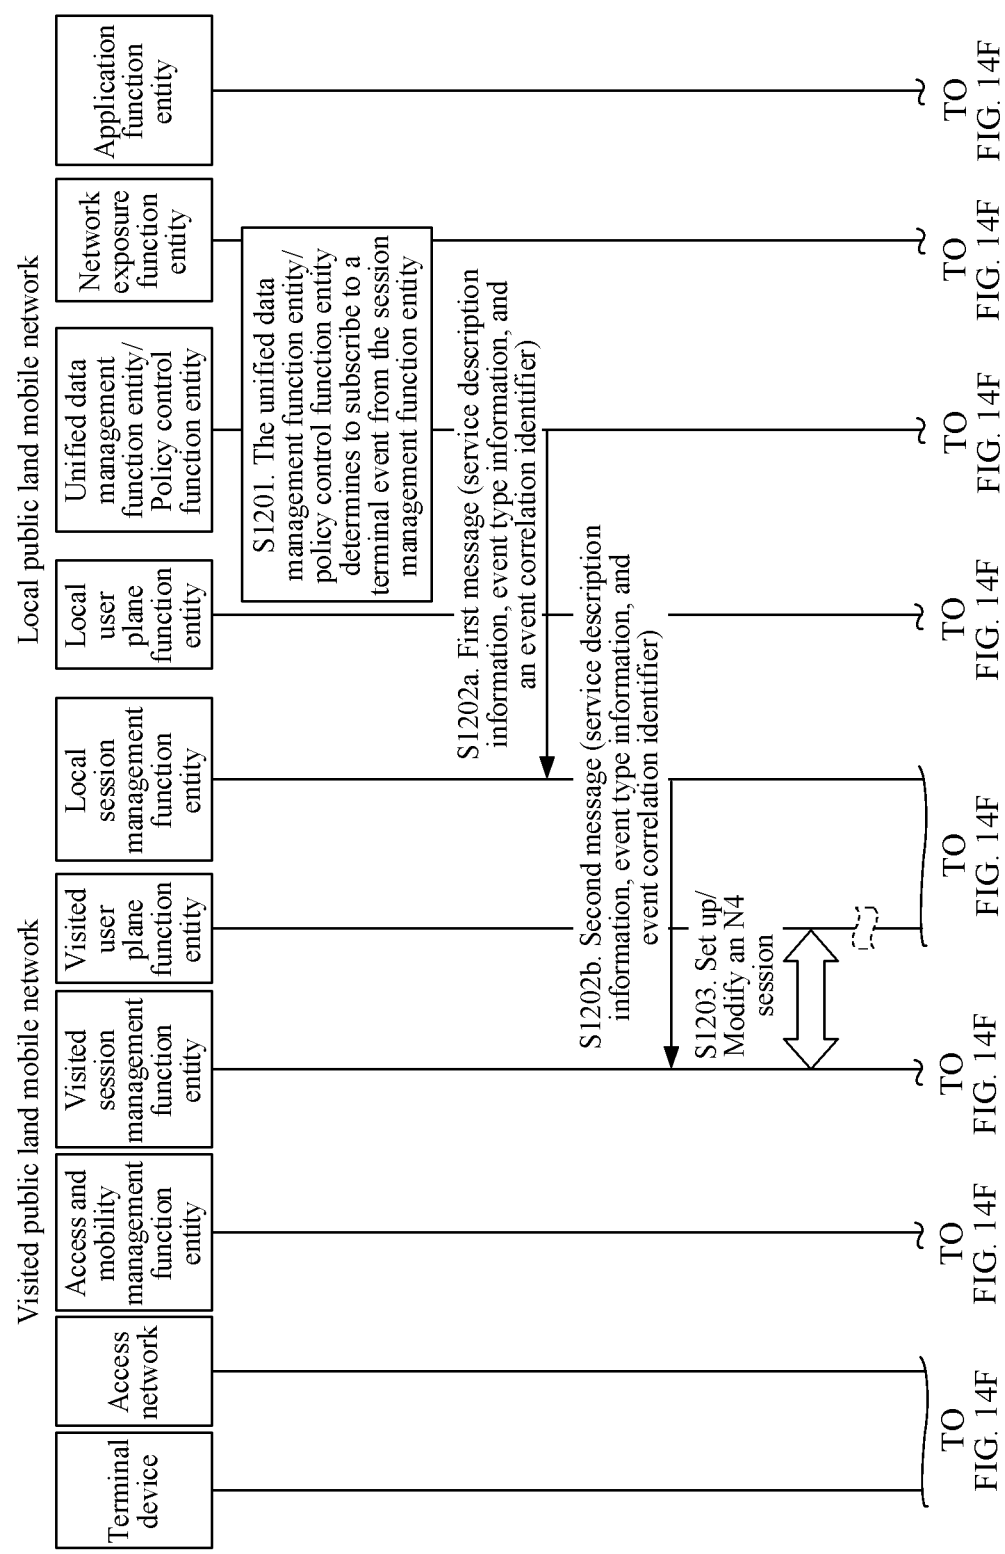 Visited public land mobile network
Local public land mobile network
Terminal
device
Access
network
Access and
mobility
management
function
entity
Visited
session
management
function
entity
Visited
user
plane
function
entity
Local
session
management
function
entity
Local
user
plane
function
entity
Unified data
management
function entity/
Policy control
function entity
Network
exposure
function
entity
Application
function
entity
S1201. The unified data
management function entity/
policy control function entity
determines to subscribe to a
terminal event from the session
management function entity
S1202a. First message (service description
information, event type information, and
an event correlation identifier)
S1202b. Second message (service description
information, event type information, and
event correlation identifier)
S1203. Set up/
Modify an N4
session
TO
FIG. 14F
TO
FIG. 14F
TO
FIG. 14F
TO
FIG. 14F
TO
FIG. 14F
TO
FIG. 14F
TO
FIG. 14F
TO
FIG. 14F